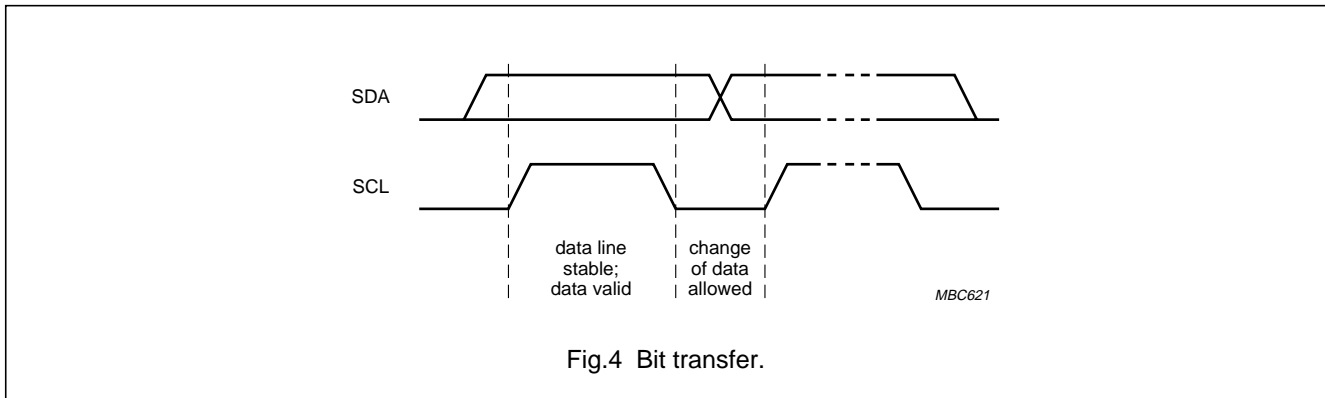 SDA
SCL
data line
stable;
data valid
change
of data
allowed
MBC621
Fig.4 Bit transfer.